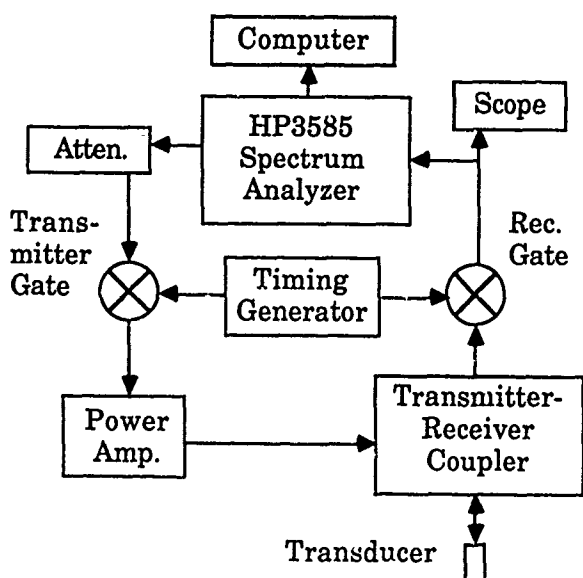 Computer
HP3585
Spectrum
Analyzer
Scope
Atten.
Trans-
mitter
Gate
Timing
Generator
Rec.
Gate
Power
Amp.
Transmitter-
Receiver
Coupler
Transducer